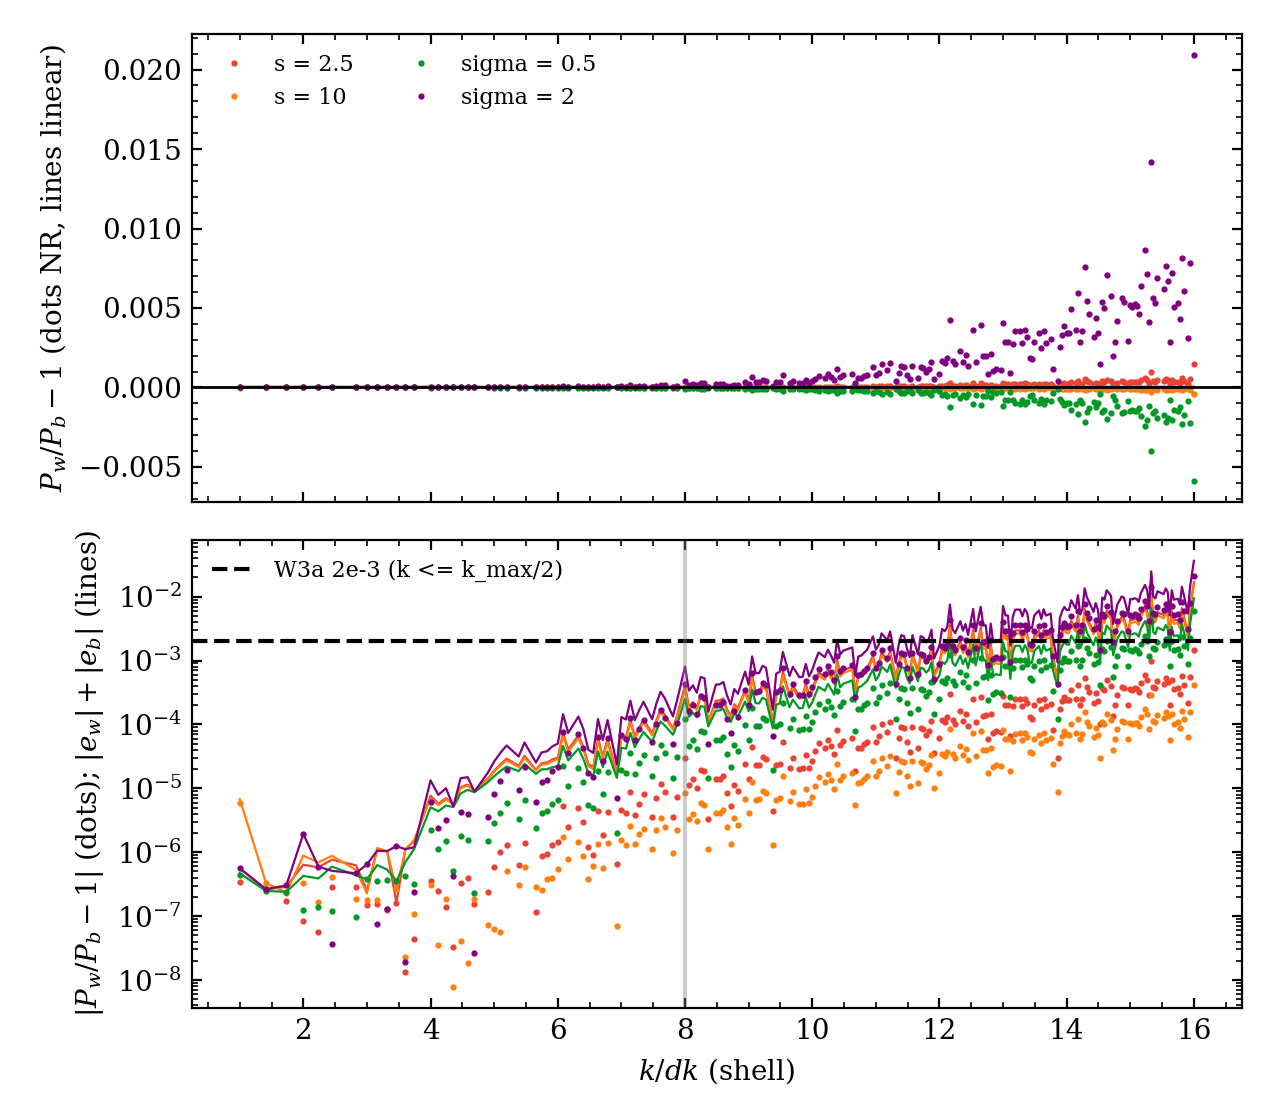 P_w/P_b − 1 (dots NR, lines linear)
s = 2.5
s = 10
sigma = 0.5
sigma = 2
0.020
0.015
0.010
0.005
0.000
−0.005
|P_w/P_b − 1| (dots); |e_w| + |e_b| (lines)
W3a 2e-3 (k <= k_max/2)
10^−2
10^−3
10^−4
10^−5
10^−6
10^−7
10^−8
2 4 6 8 10 12 14 16
k/dk (shell)